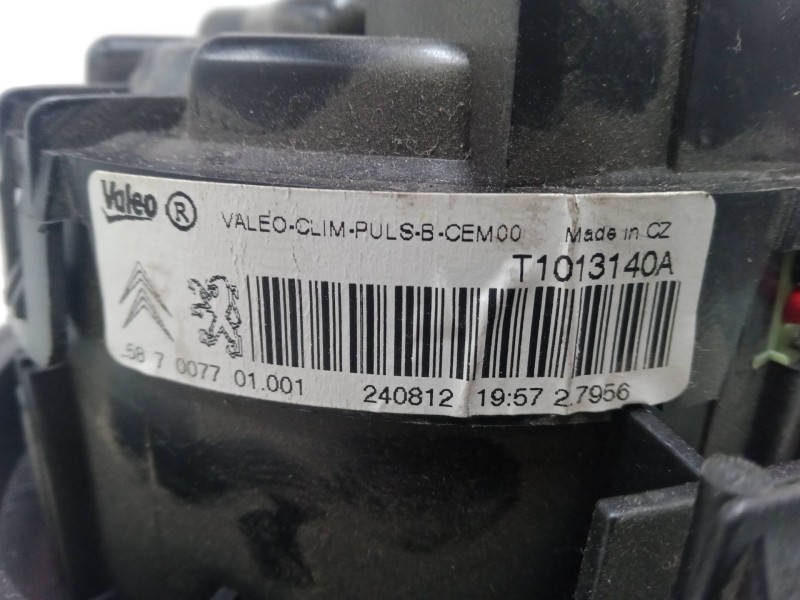 Valeo ® VALEO-CLIM-PULS-B-CEM00 Made in CZ
T1013140A
58 7 0077 01.001 240812 19:57 2.7956